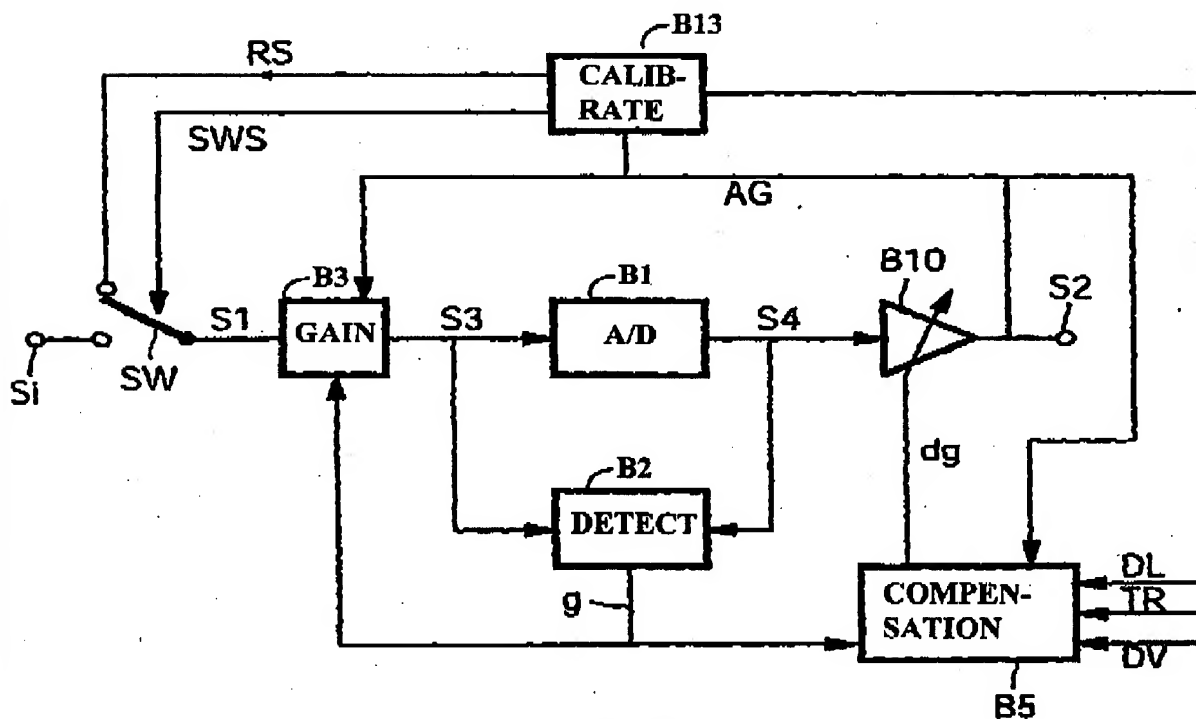 B13
RS
CALIB-
RATE
SWS
AG
B3
B1
B10
S2
S1
GAIN
S3
A/D
S4
Si
SW
B2
dg
DETECT
g
COMPEN-
SATION
DL
TR
DV
B5